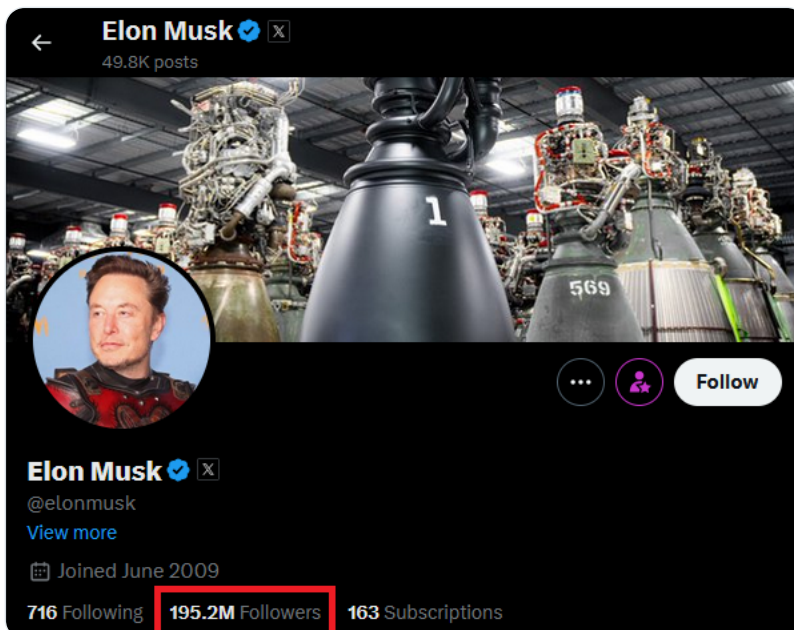 Elon Musk X
49.8K posts
1
569
Follow
Elon Musk X
@elonmusk
View more
Joined June 2009
716 Following 195.2M Followers 163 Subscriptions